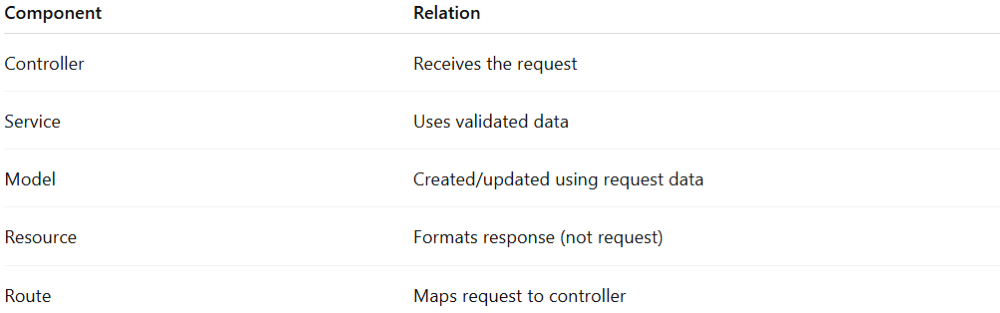 Component Relation
Controller Receives the request
Service Uses validated data
Model Created/updated using request data
Resource Formats response (not request)
Route Maps request to controller